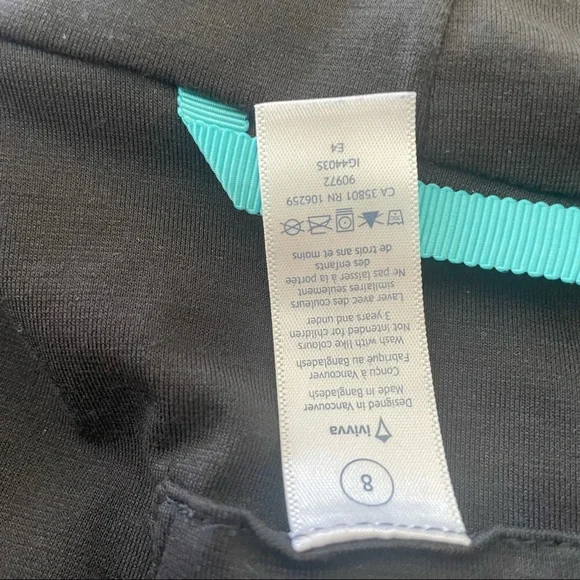 8
ivivva
Designed in Vancouver
Made in Bangladesh
Conçu à Vancouver
Fabriqué au Bangladesh
Wash with like colours
Not intended for children
3 years and under
Laver avec des couleurs
similaires seulement
Ne pas laisser à la portée
des enfants
de trois ans et moins
CA 35801 RN 106259
90972
IG4403S
E4